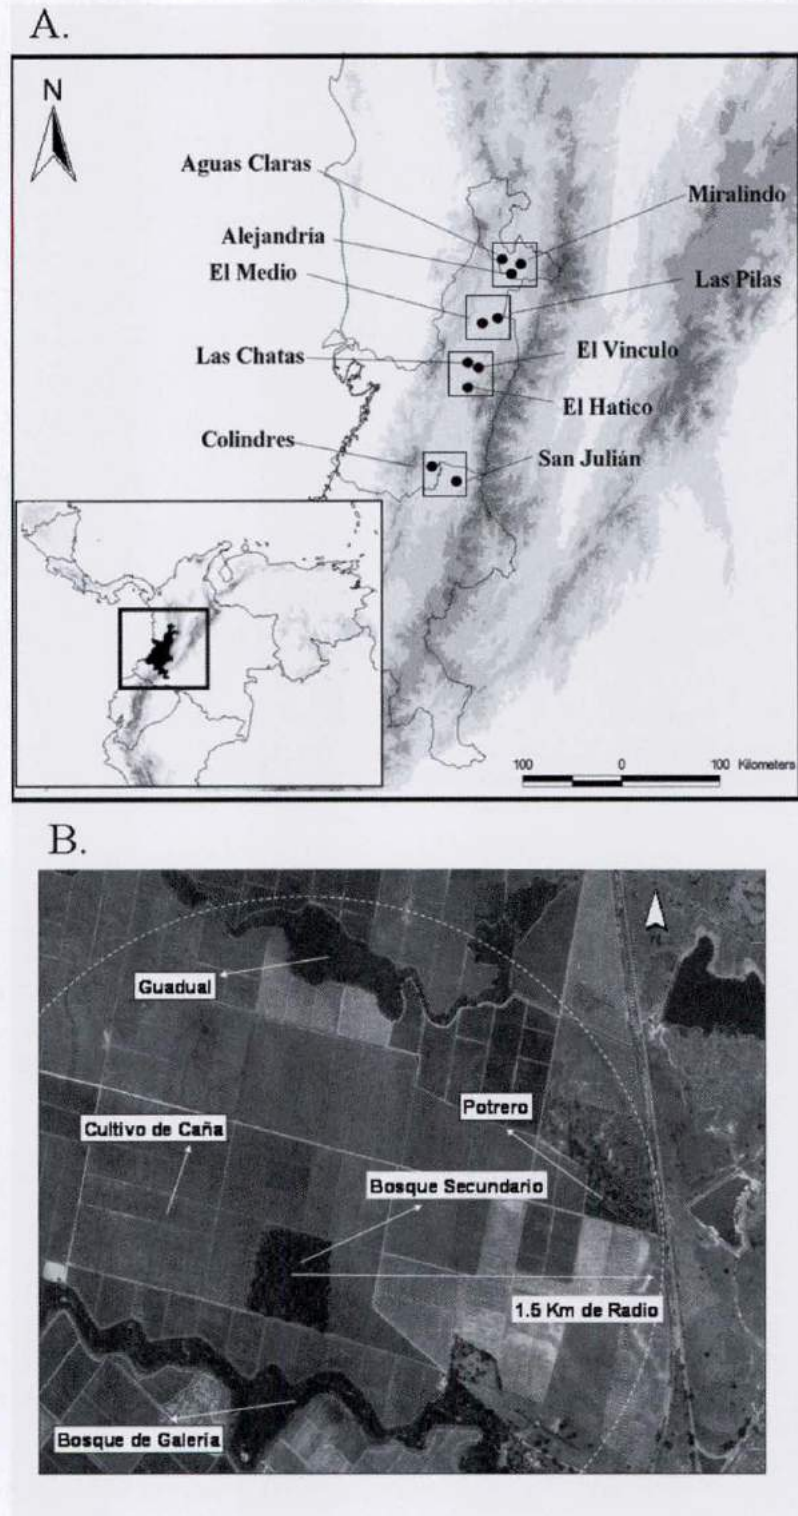 A.
N
Aguas Claras
Miralindo
Alejandría
El Medio
Las Pilas
Las Chatas
El Vinculo
El Hatico
Colindres
San Julián
100 0 100 Kilometers
B.
N
Guadual
Potrero
Cultivo de Caña
Bosque Secundario
1.5 Km de Radio
Bosque de Galería